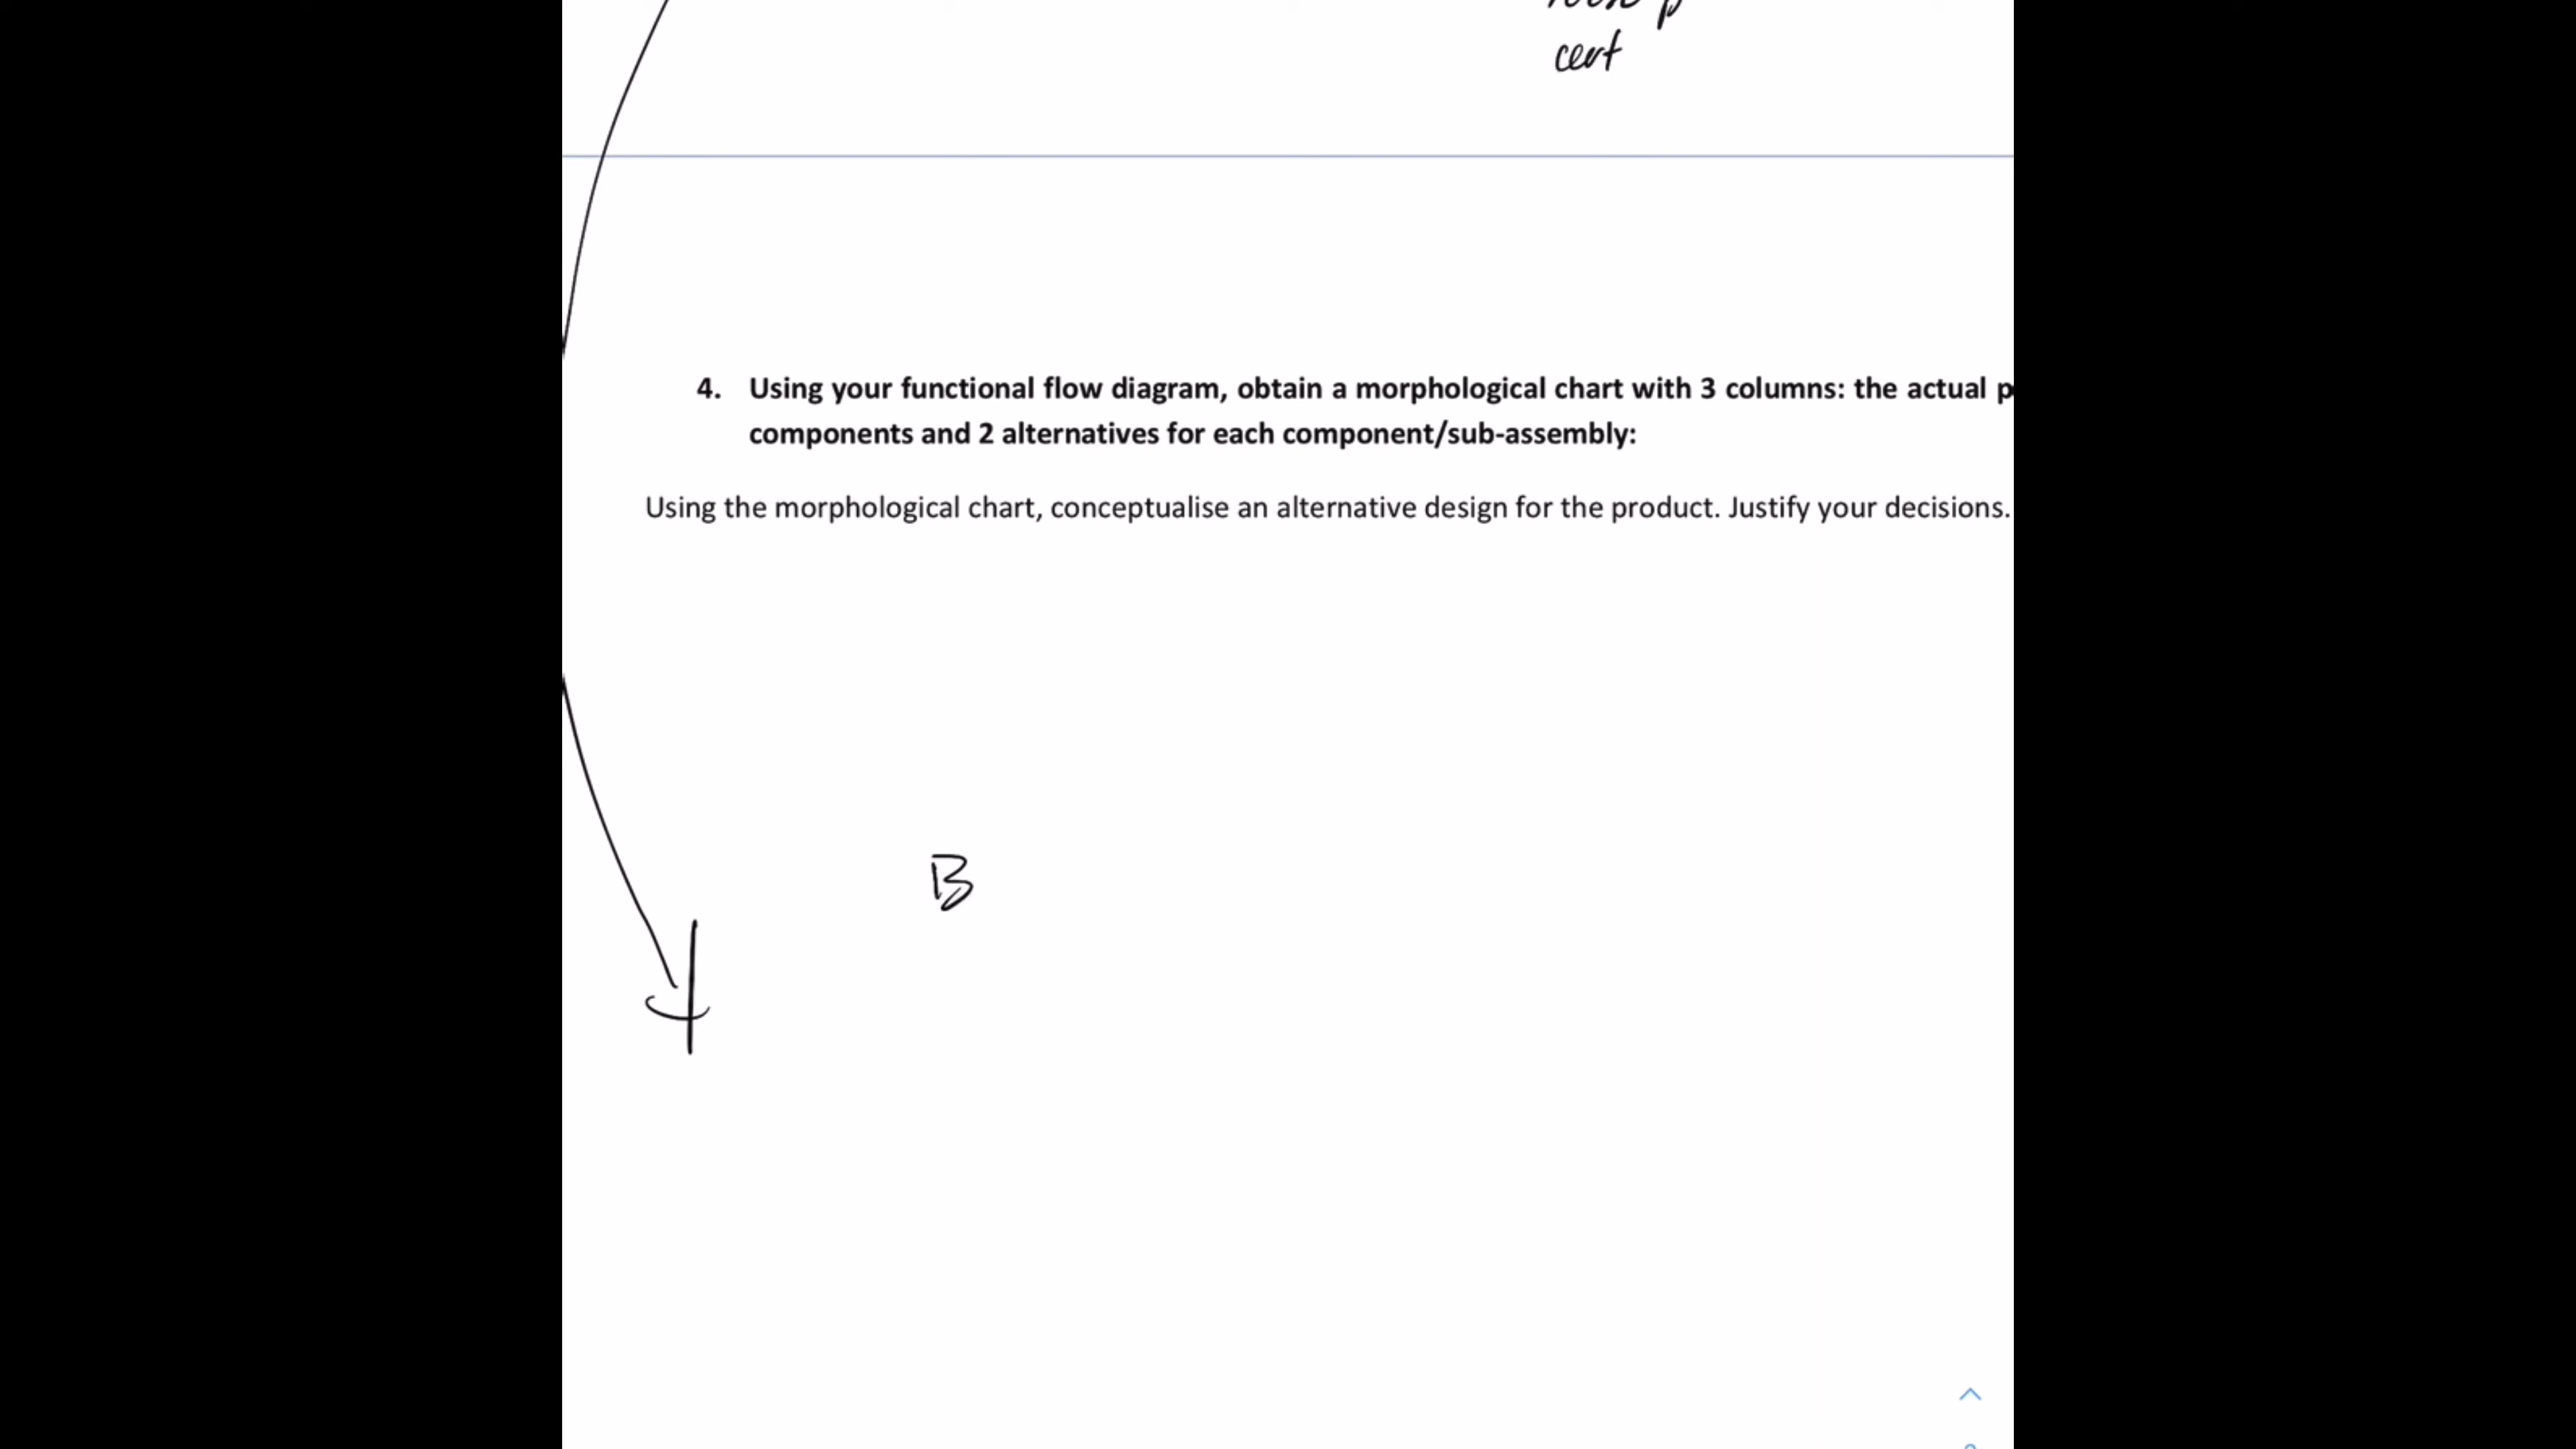 cert
4. Using your functional flow diagram, obtain a morphological chart with 3 columns: the actual p
components and 2 alternatives for each component/sub-assembly:
Using the morphological chart, conceptualise an alternative design for the product. Justify your decisions.
B